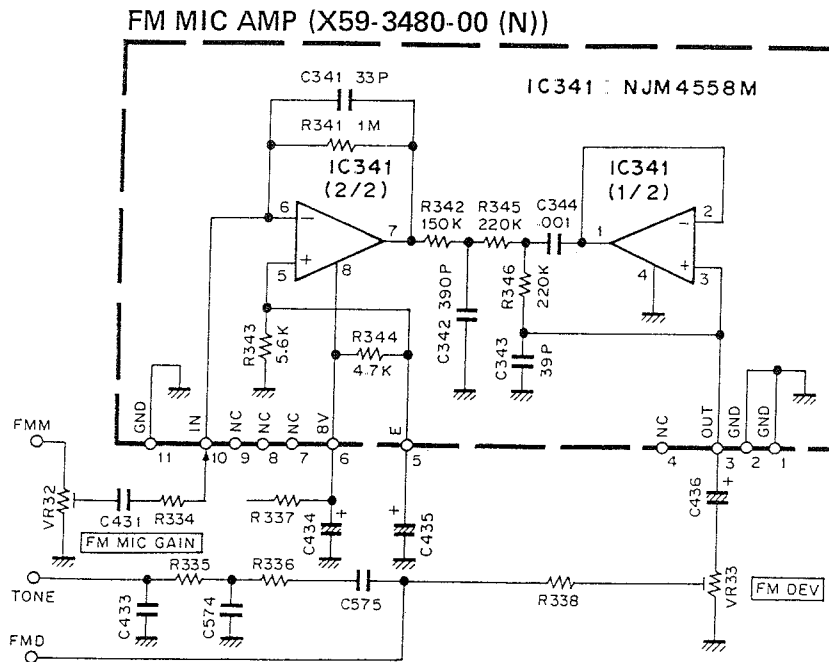 FM MIC AMP (X59-3480-00 (N))
C341 33P
IC341 : NJM4558M
R341 1M
IC341
(2/2)
IC341
(1/2)
6
-
7
+
5
8
R342
150K
R345
220K
C344
.001
1
2
-
+
3
4
R346
220K
C342 390P
C343
39P
R343
5.6K
R344
4.7K
GND
IN
NC
NC
NC
8V
E
NC
OUT
GND
GND
11
10
9
8
7
6
5
4
3
2
1
FMM
VR32
C431
R334
FM MIC GAIN
R337
C434
+
C435
+
C436
+
TONE
R335
R336
C433
C574
C575
R338
VR33
FM DEV
FMD